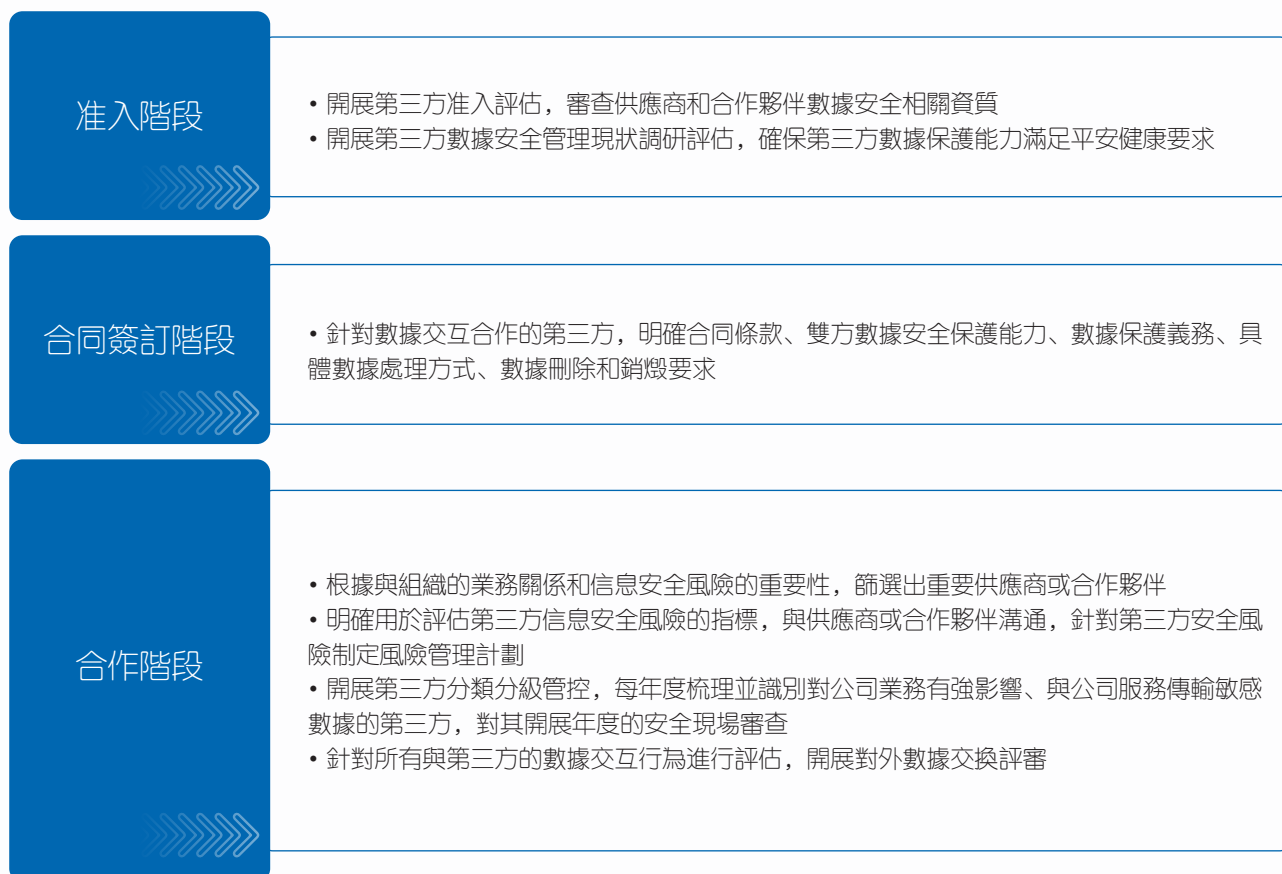 准入階段
• 開展第三方准入評估，審查供應商和合作夥伴數據安全相關資質
• 開展第三方數據安全管理現狀調研評估，確保第三方數據保護能力滿足平安健康要求
合同簽訂階段
• 針對數據交互合作的第三方，明確合同條款、雙方數據安全保護能力、數據保護義務、具
體數據處理方式、數據刪除和銷燬要求
合作階段
• 根據與組織的業務關係和信息安全風險的重要性，篩選出重要供應商或合作夥伴
• 明確用於評估第三方信息安全風險的指標，與供應商或合作夥伴溝通，針對第三方安全風
險制定風險管理計劃
• 開展第三方分類分級管控，每年度梳理並識別對公司業務有強影響、與公司服務傳輸敏感
數據的第三方，對其開展年度的安全現場審查
• 針對所有與第三方的數據交互行為進行評估，開展對外數據交換評審